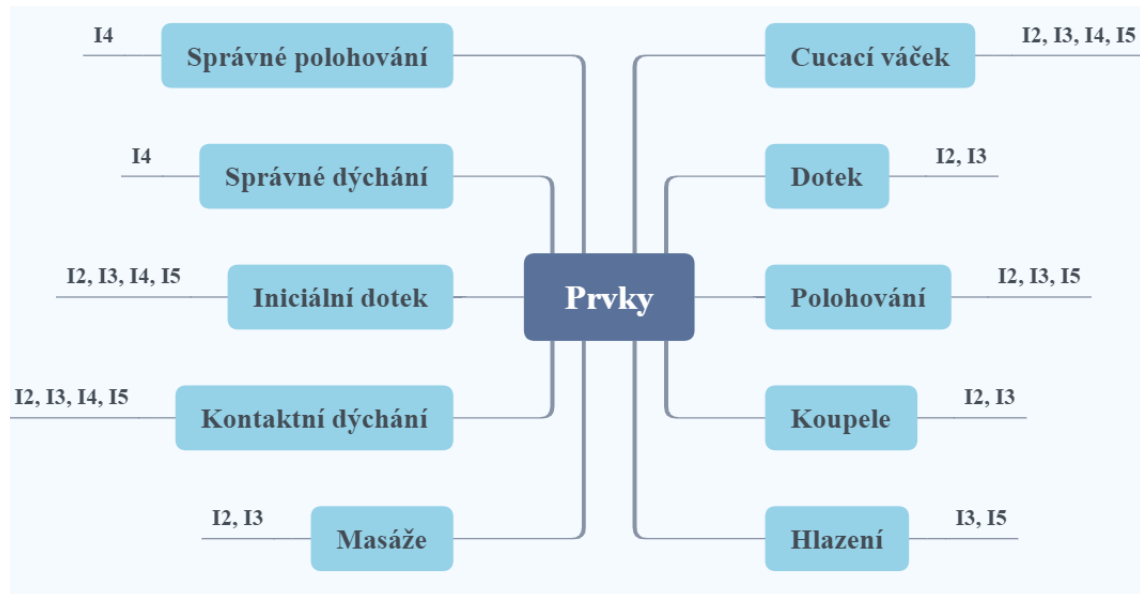 I4
Správné polohování
I4
Správné dýchání
I2, I3, I4, I5
Iniciální dotek
I2, I3, I4, I5
Kontaktní dýchání
I2, I3
Masáže
Prvky
Cucací váček
I2, I3, I4, I5
Dotek
I2, I3
Polohování
I2, I3, I5
Koupele
I2, I3
Hlazení
I3, I5